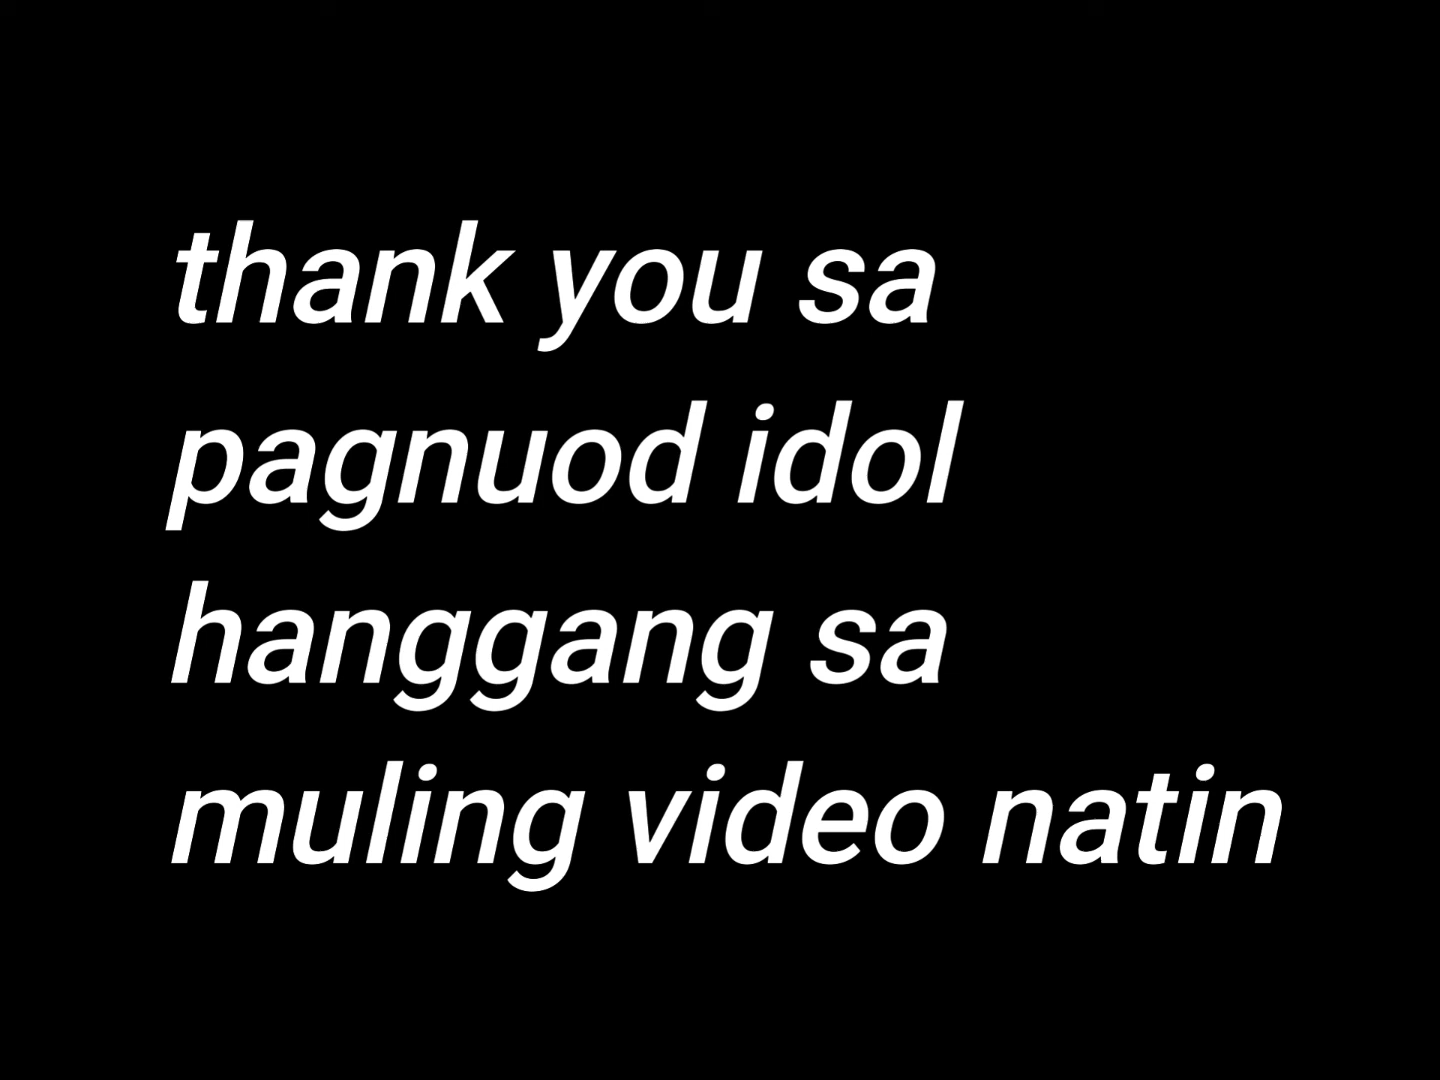 thank you sa
pagnuod idol
hanggang sa
muling video natin